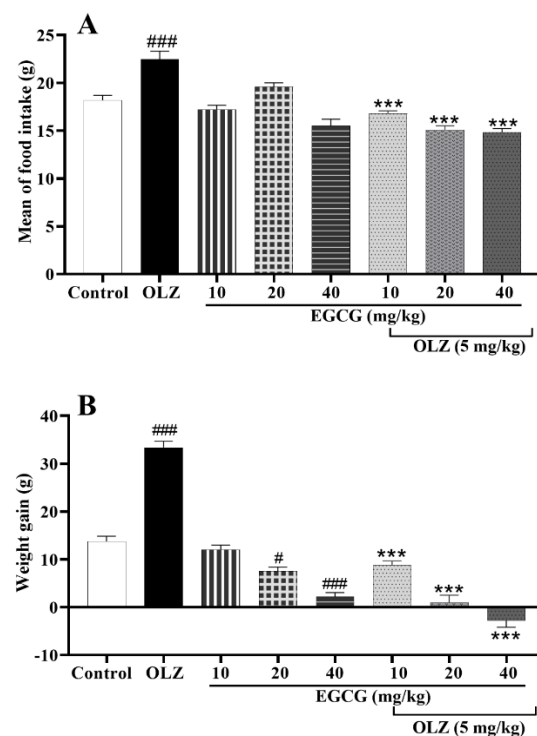 A
Mean of food intake (g)
25
20
15
10
5
0
###
***
***
***
Control OLZ 10 20 40 10 20 40
EGCG (mg/kg)
OLZ (5 mg/kg)
B
Weight gain (g)
40
30
20
10
0
-10
###
#
###
***
***
***
Control OLZ 10 20 40 10 20 40
EGCG (mg/kg)
OLZ (5 mg/kg)